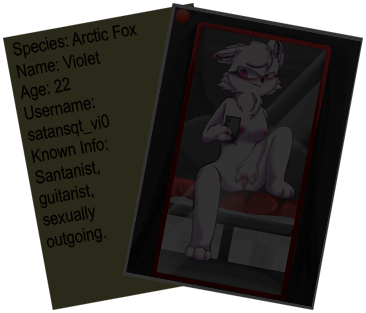 Species: Arctic Fox
Name: Violet
Age: 22
Username:
satansqt_vi0
Known Info:
Santanist,
guitarist,
sexually
outgoing.